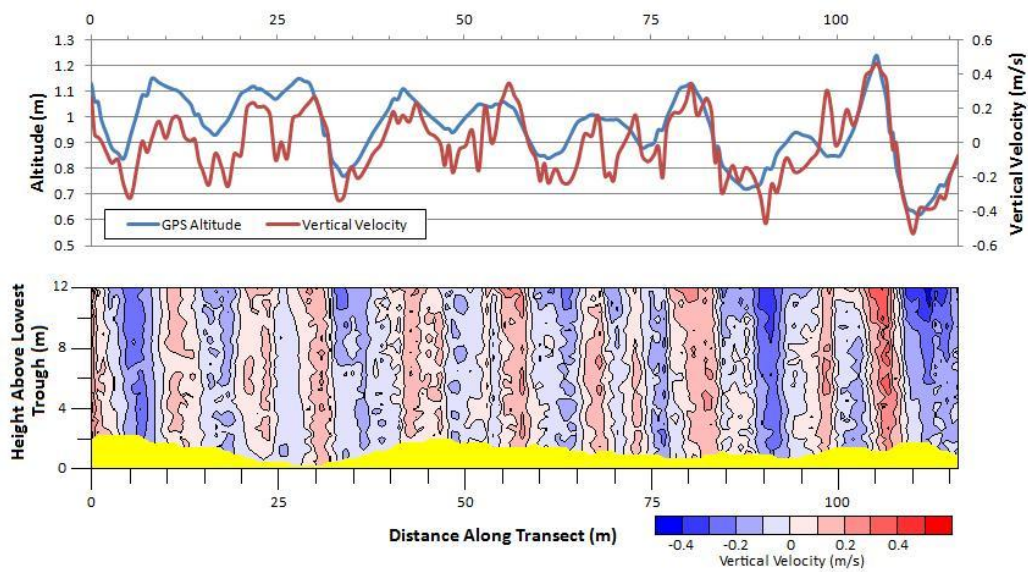 0 25 50 75 100
1.3 0.6
1.2 0.4
1.1 0.2
1
0.9 0
0.8 -0.2
0.7
0.6 -0.4
0.5 -0.6
Altitude (m)
Vertical Velocity (m/s)
GPS Altitude Vertical Velocity
12
8
4
0
Height Above Lowest
Trough (m)
0 25 50 75 100
Distance Along Transect (m)
-0.4 -0.2 0 0.2 0.4
Vertical Velocity (m/s)